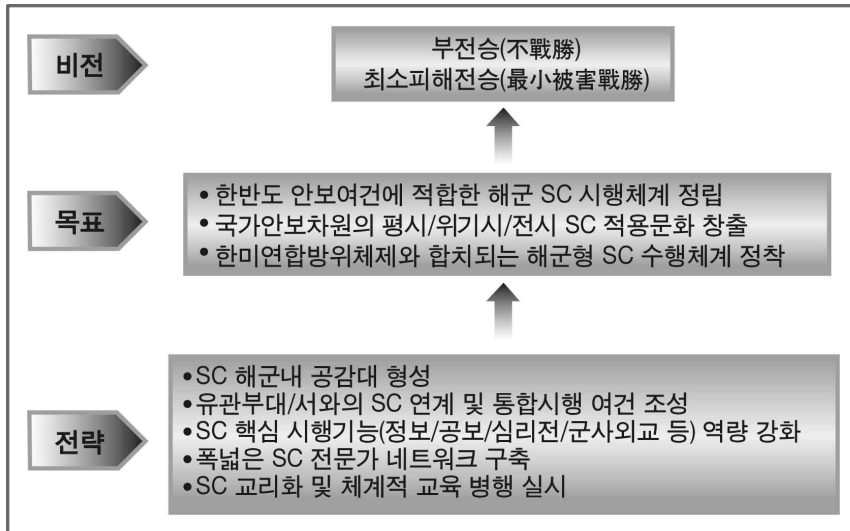 비전
부전승(不戰勝)
최소피해전승(最小被害戰勝)
목표
• 한반도 안보여건에 적합한 해군 SC 시행체계 정립
• 국가안보차원의 평시/위기시/전시 SC 적용문화 창출
• 한미연합방위체제와 합치되는 해군형 SC 수행체계 정착
전략
•SC 해군내 공감대 형성
•유관부대/서와의 SC 연계 및 통합시행 여건 조성
•SC 핵심 시행기능(정보/공보/심리전/군사외교 등) 역량 강화
•폭넓은 SC 전문가 네트워크 구축
•SC 교리화 및 체계적 교육 병행 실시